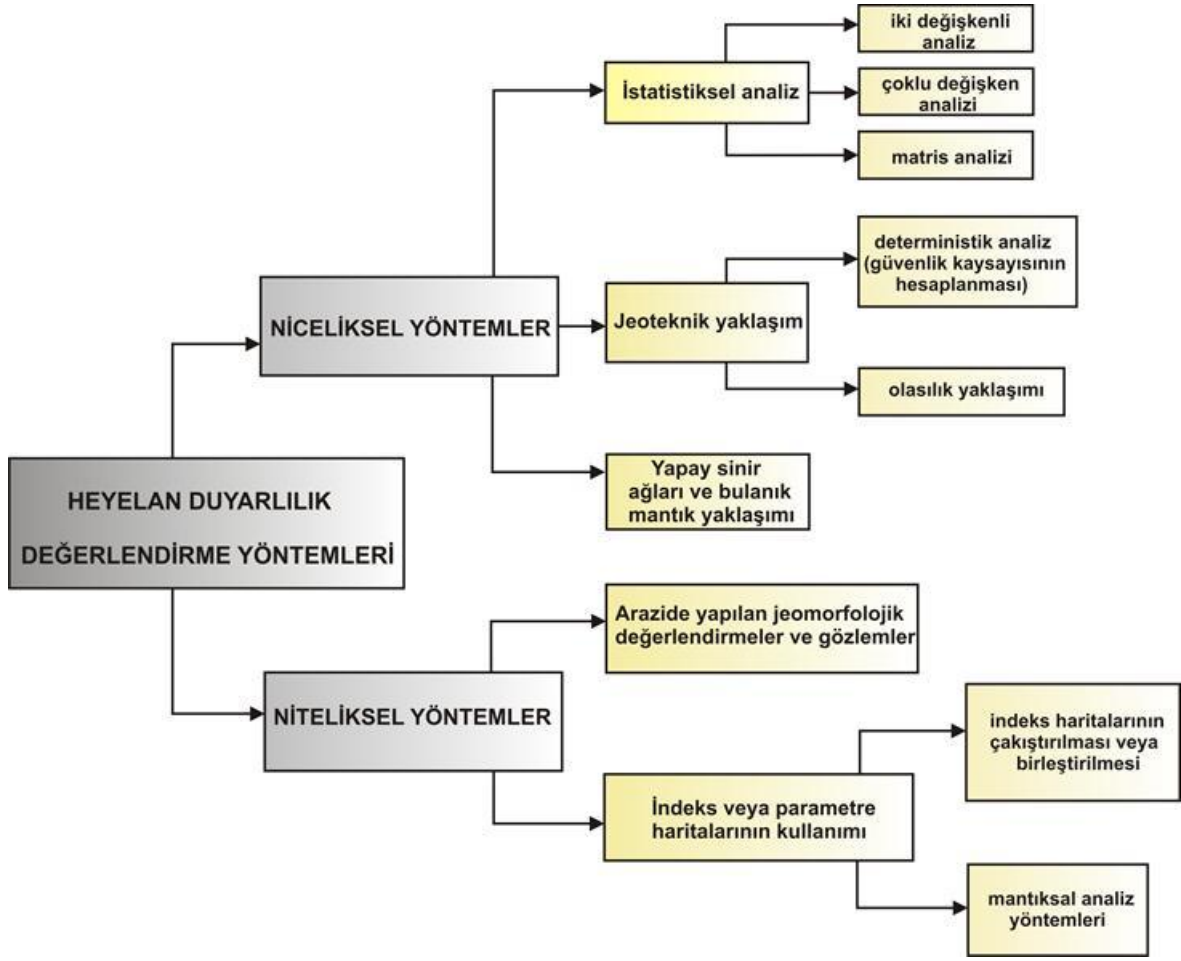 iki değişkenli
analiz
İstatistiksel analiz
çoklu değişken
analizi
matris analizi
deterministik analiz
(güvenlik kaysayısının
hesaplanması)
NİCELİKSEL YÖNTEMLER
Jeoteknik yaklaşım
olasılık yaklaşımı
Yapay sinir
ağları ve bulanık
mantık yaklaşımı
HEYELAN DUYARLILIK
DEĞERLENDİRME YÖNTEMLERİ
Arazide yapılan jeomorfolojik
değerlendirmeler ve gözlemler
NİTELİKSEL YÖNTEMLER
indeks haritalarının
çakıştırılması veya
birleştirilmesi
İndeks veya parametre
haritalarının kullanımı
mantıksal analiz
yöntemleri